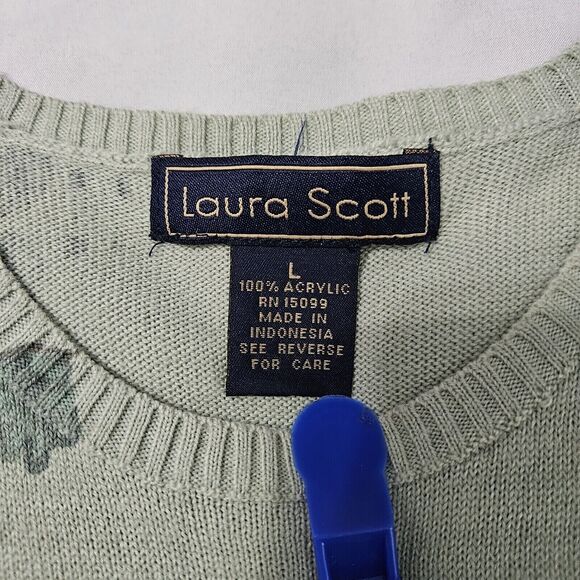 Laura Scott
L
100% ACRYLIC
RN 15099
MADE IN
INDONESIA
SEE REVERSE
FOR CARE